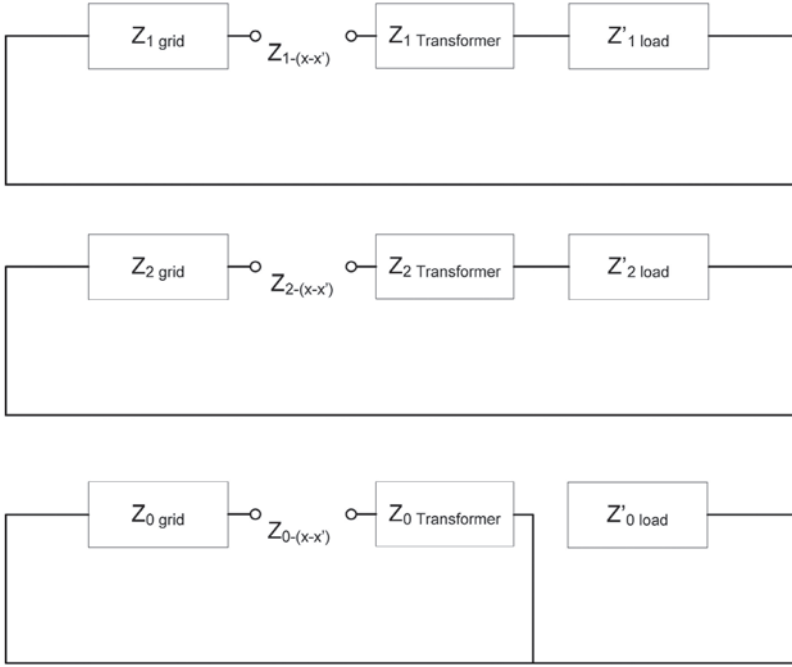 Z1 grid Z1-(x-x') Z1 Transformer Z'1 load
Z2 grid Z2-(x-x') Z2 Transformer Z'2 load
Z0 grid Z0-(x-x') Z0 Transformer Z'0 load